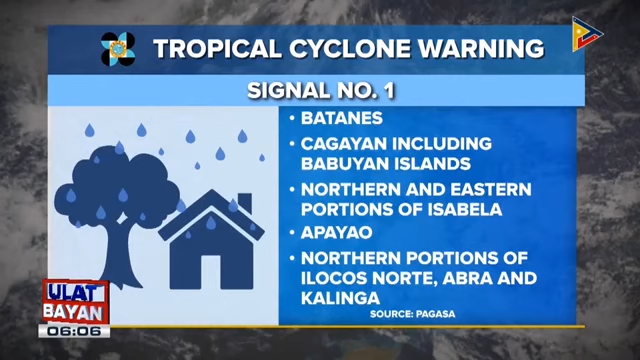 TROPICAL CYCLONE WARNING
SIGNAL NO. 1
• BATANES
• CAGAYAN INCLUDING
BABUYAN ISLANDS
• NORTHERN AND EASTERN
PORTIONS OF ISABELA
• APAYAO
• NORTHERN PORTIONS OF
ILOCOS NORTE, ABRA AND
KALINGA
SOURCE: PAGASA
ULAT
BAYAN
06:06